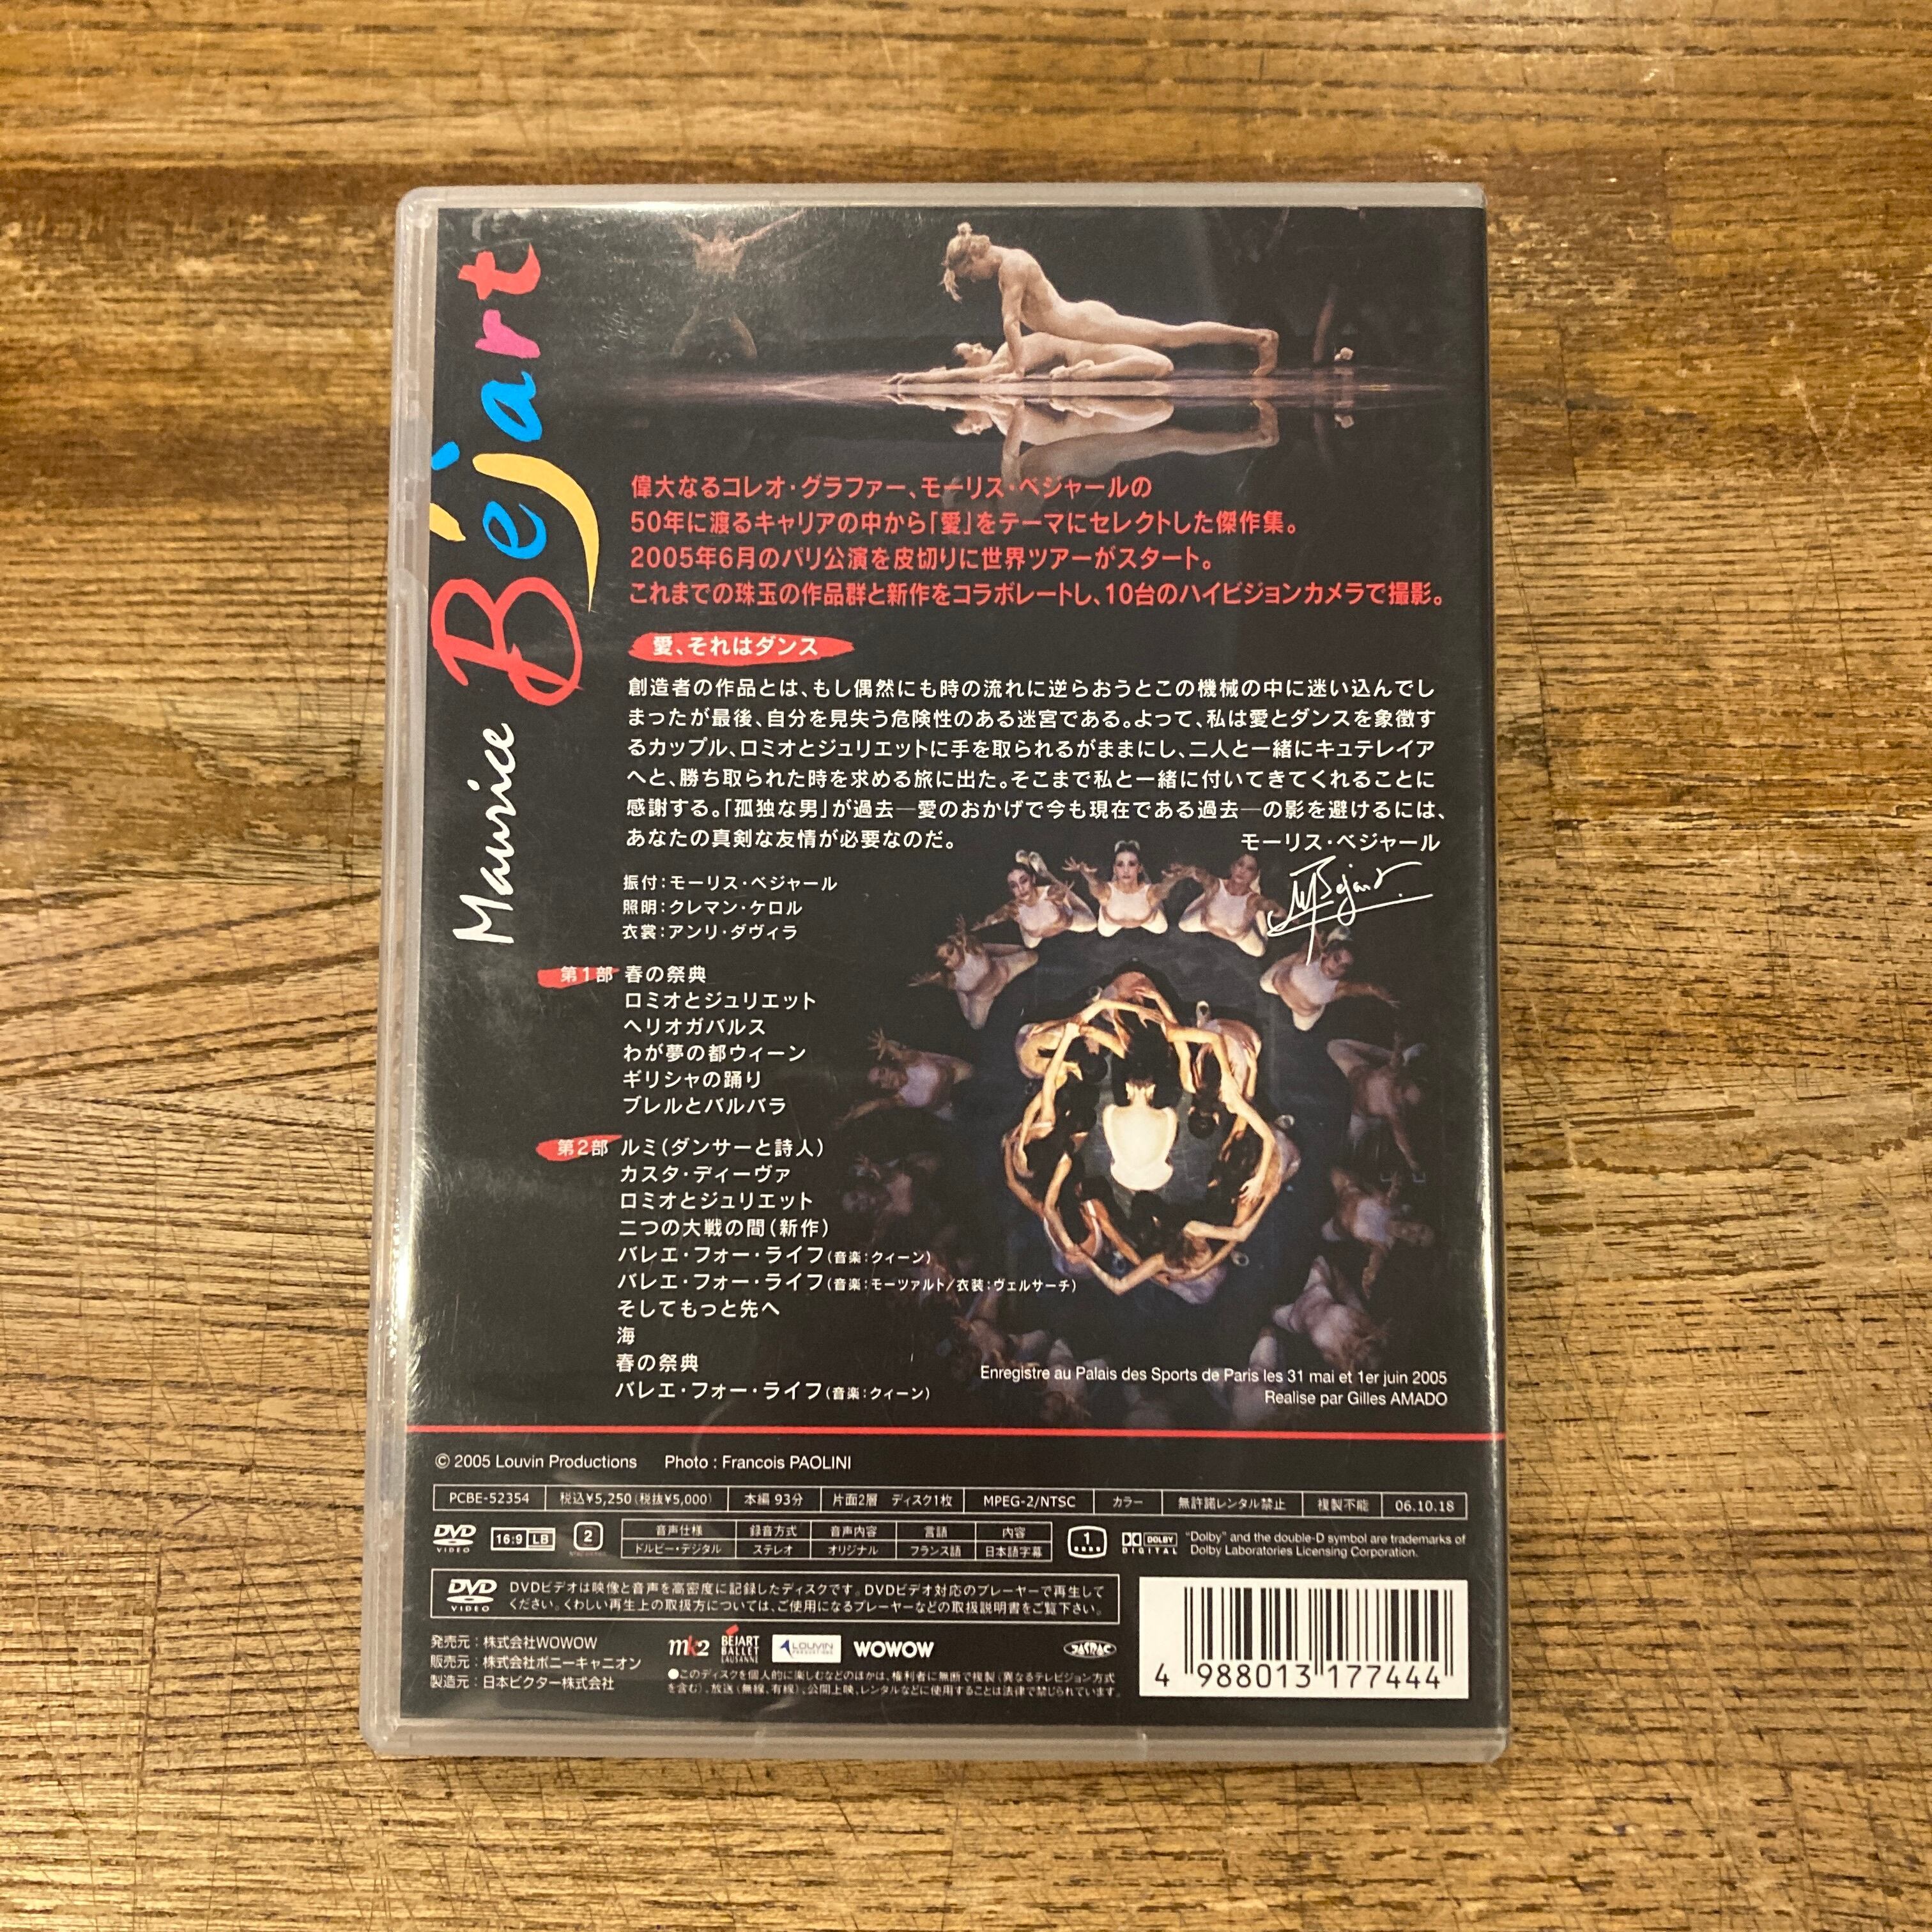 Maurice Béjart
偉大なるコレオ・グラファー、モーリス・ベジャールの
50年に渡るキャリアの中から「愛」をテーマにセレクトした傑作集。
2005年6月のパリ公演を皮切りに世界ツアーがスタート。
これまでの珠玉の作品群と新作をコラボレートし、10台のハイビジョンカメラで撮影。
愛、それはダンス
創造者の作品とは、もし偶然にも時の流れに逆らおうとこの機械の中に迷い込んでし
まったが最後、自分を見失う危険性のある迷宮である。よって、私は愛とダンスを象徴す
るカップル、ロミオとジュリエットに手を取られるがままにし、二人と一緒にキュテレイア
へと、勝ち取られた時を求める旅に出た。そこまで私と一緒に付いてきてくれることに
感謝する。「孤独な男」が過去―愛のおかげで今も現在である過去―の影を避けるには、
あなたの真剣な友情が必要なのだ。
モーリス・ベジャール
振付：モーリス・ベジャール
照明：クレマン・ケロル
衣裳：アンリ・ダヴィラ
第1部 春の祭典
ロミオとジュリエット
ヘリオガバルス
わが夢の都ウィーン
ギリシャの踊り
ブレルとバルバラ
第2部 ルミ（ダンサーと詩人）
カスタ・ディーヴァ
ロミオとジュリエット
二つの大戦の間（新作）
バレエ・フォー・ライフ（音楽：クィーン）
バレエ・フォー・ライフ（音楽：モーツァルト/衣装：ヴェルサーチ）
そしてもっと先へ
海
春の祭典
バレエ・フォー・ライフ（音楽：クィーン）
Enregistre au Palais des Sports de Paris les 31 mai et 1er juin 2005
Realise par Gilles AMADO
© 2005 Louvin Productions Photo : Francois PAOLINI
PCBE-52354 税込¥5,250（税抜¥5,000） 本編 93分 片面2層 ディスク1枚 MPEG-2/NTSC カラー 無許諾レンタル禁止 複製不能 06.10.18
DVD VIDEO 16:9 LB 2
音声仕様 録音方式 音声内容 言語 内容
ドルビー・デジタル ステレオ オリジナル フランス語 日本語字幕
1
DOLBY DIGITAL
"Dolby" and the double-D symbol are trademarks of
Dolby Laboratories Licensing Corporation.
DVD VIDEO
DVDビデオは映像と音声を高密度に記録したディスクです。DVDビデオ対応のプレーヤーで再生して
ください。くわしい再生上の取扱方については、ご使用になるプレーヤーなどの取扱説明書をご覧下さい。
発売元：株式会社WOWOW
販売元：株式会社ポニーキャニオン
製造元：日本ビクター株式会社
mk2 BÉJART BALLET LAUSANNE LOUVIN PRODUCTIONS WOWOW JASRAC
●このディスクを個人的に楽しむなどのほかは、権利者に無断で複製（異なるテレビジョン方式
を含む）、放送（無線、有線）、公開上映、レンタルなどに使用することは法律で禁じられています。
4 988013 177444